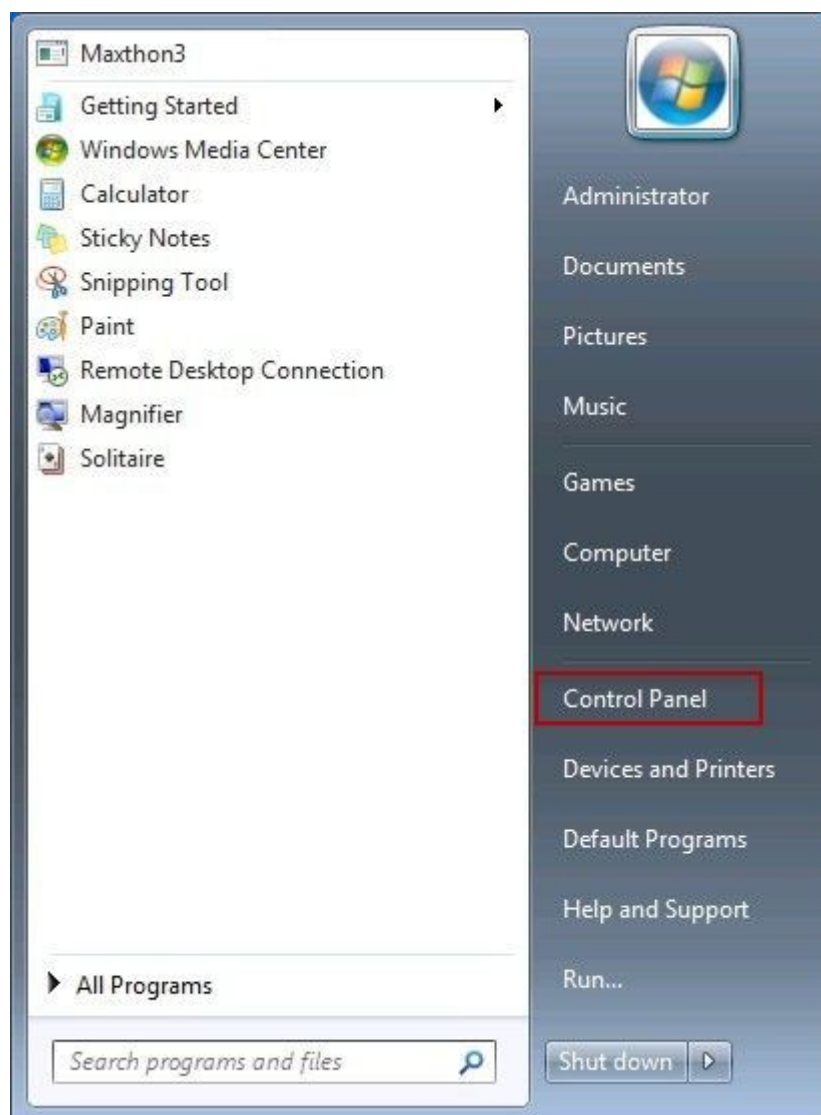 Maxthon3
Getting Started
Windows Media Center
Calculator
Sticky Notes
Snipping Tool
Paint
Remote Desktop Connection
Magnifier
Solitaire
All Programs
Search programs and files
Administrator
Documents
Pictures
Music
Games
Computer
Network
Control Panel
Devices and Printers
Default Programs
Help and Support
Run...
Shut down